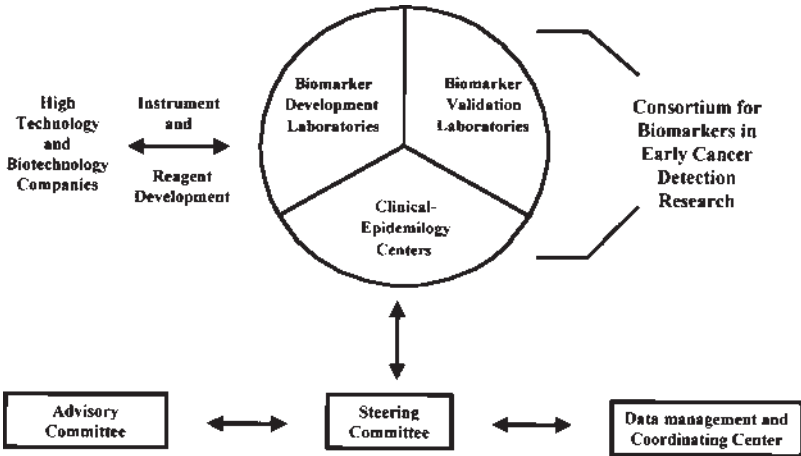 High
Technology
and
Biotechnology
Companies
Instrument
and
Reagent
Development
Biomarker
Development
Laboratories
Biomarker
Validation
Laboratories
Clinical-
Epidemilogy
Centers
Consortium for
Biomarkers in
Early Cancer
Detection
Research
Advisory
Committee
Steering
Committee
Data management and
Coordinating Center